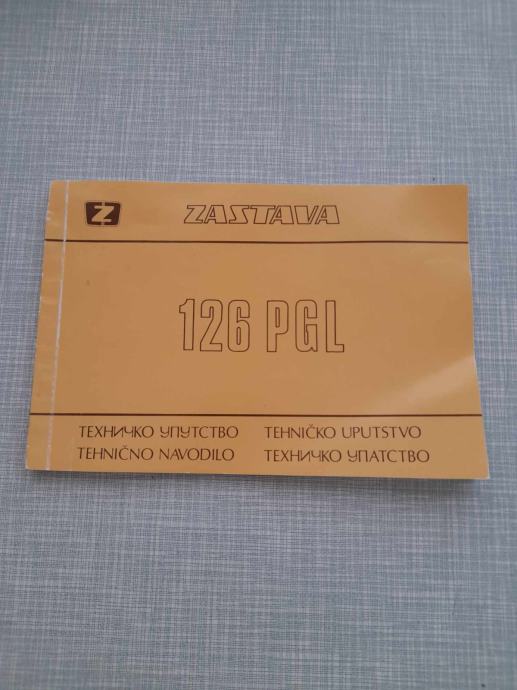 Z ZASTAVA
126 PGL
ТЕХНИЧКО УПУТСТВО TEHNIČKO UPUTSTVO
TEHNIČNO NAVODILO ТЕХНИЧКО УПАТСТВО